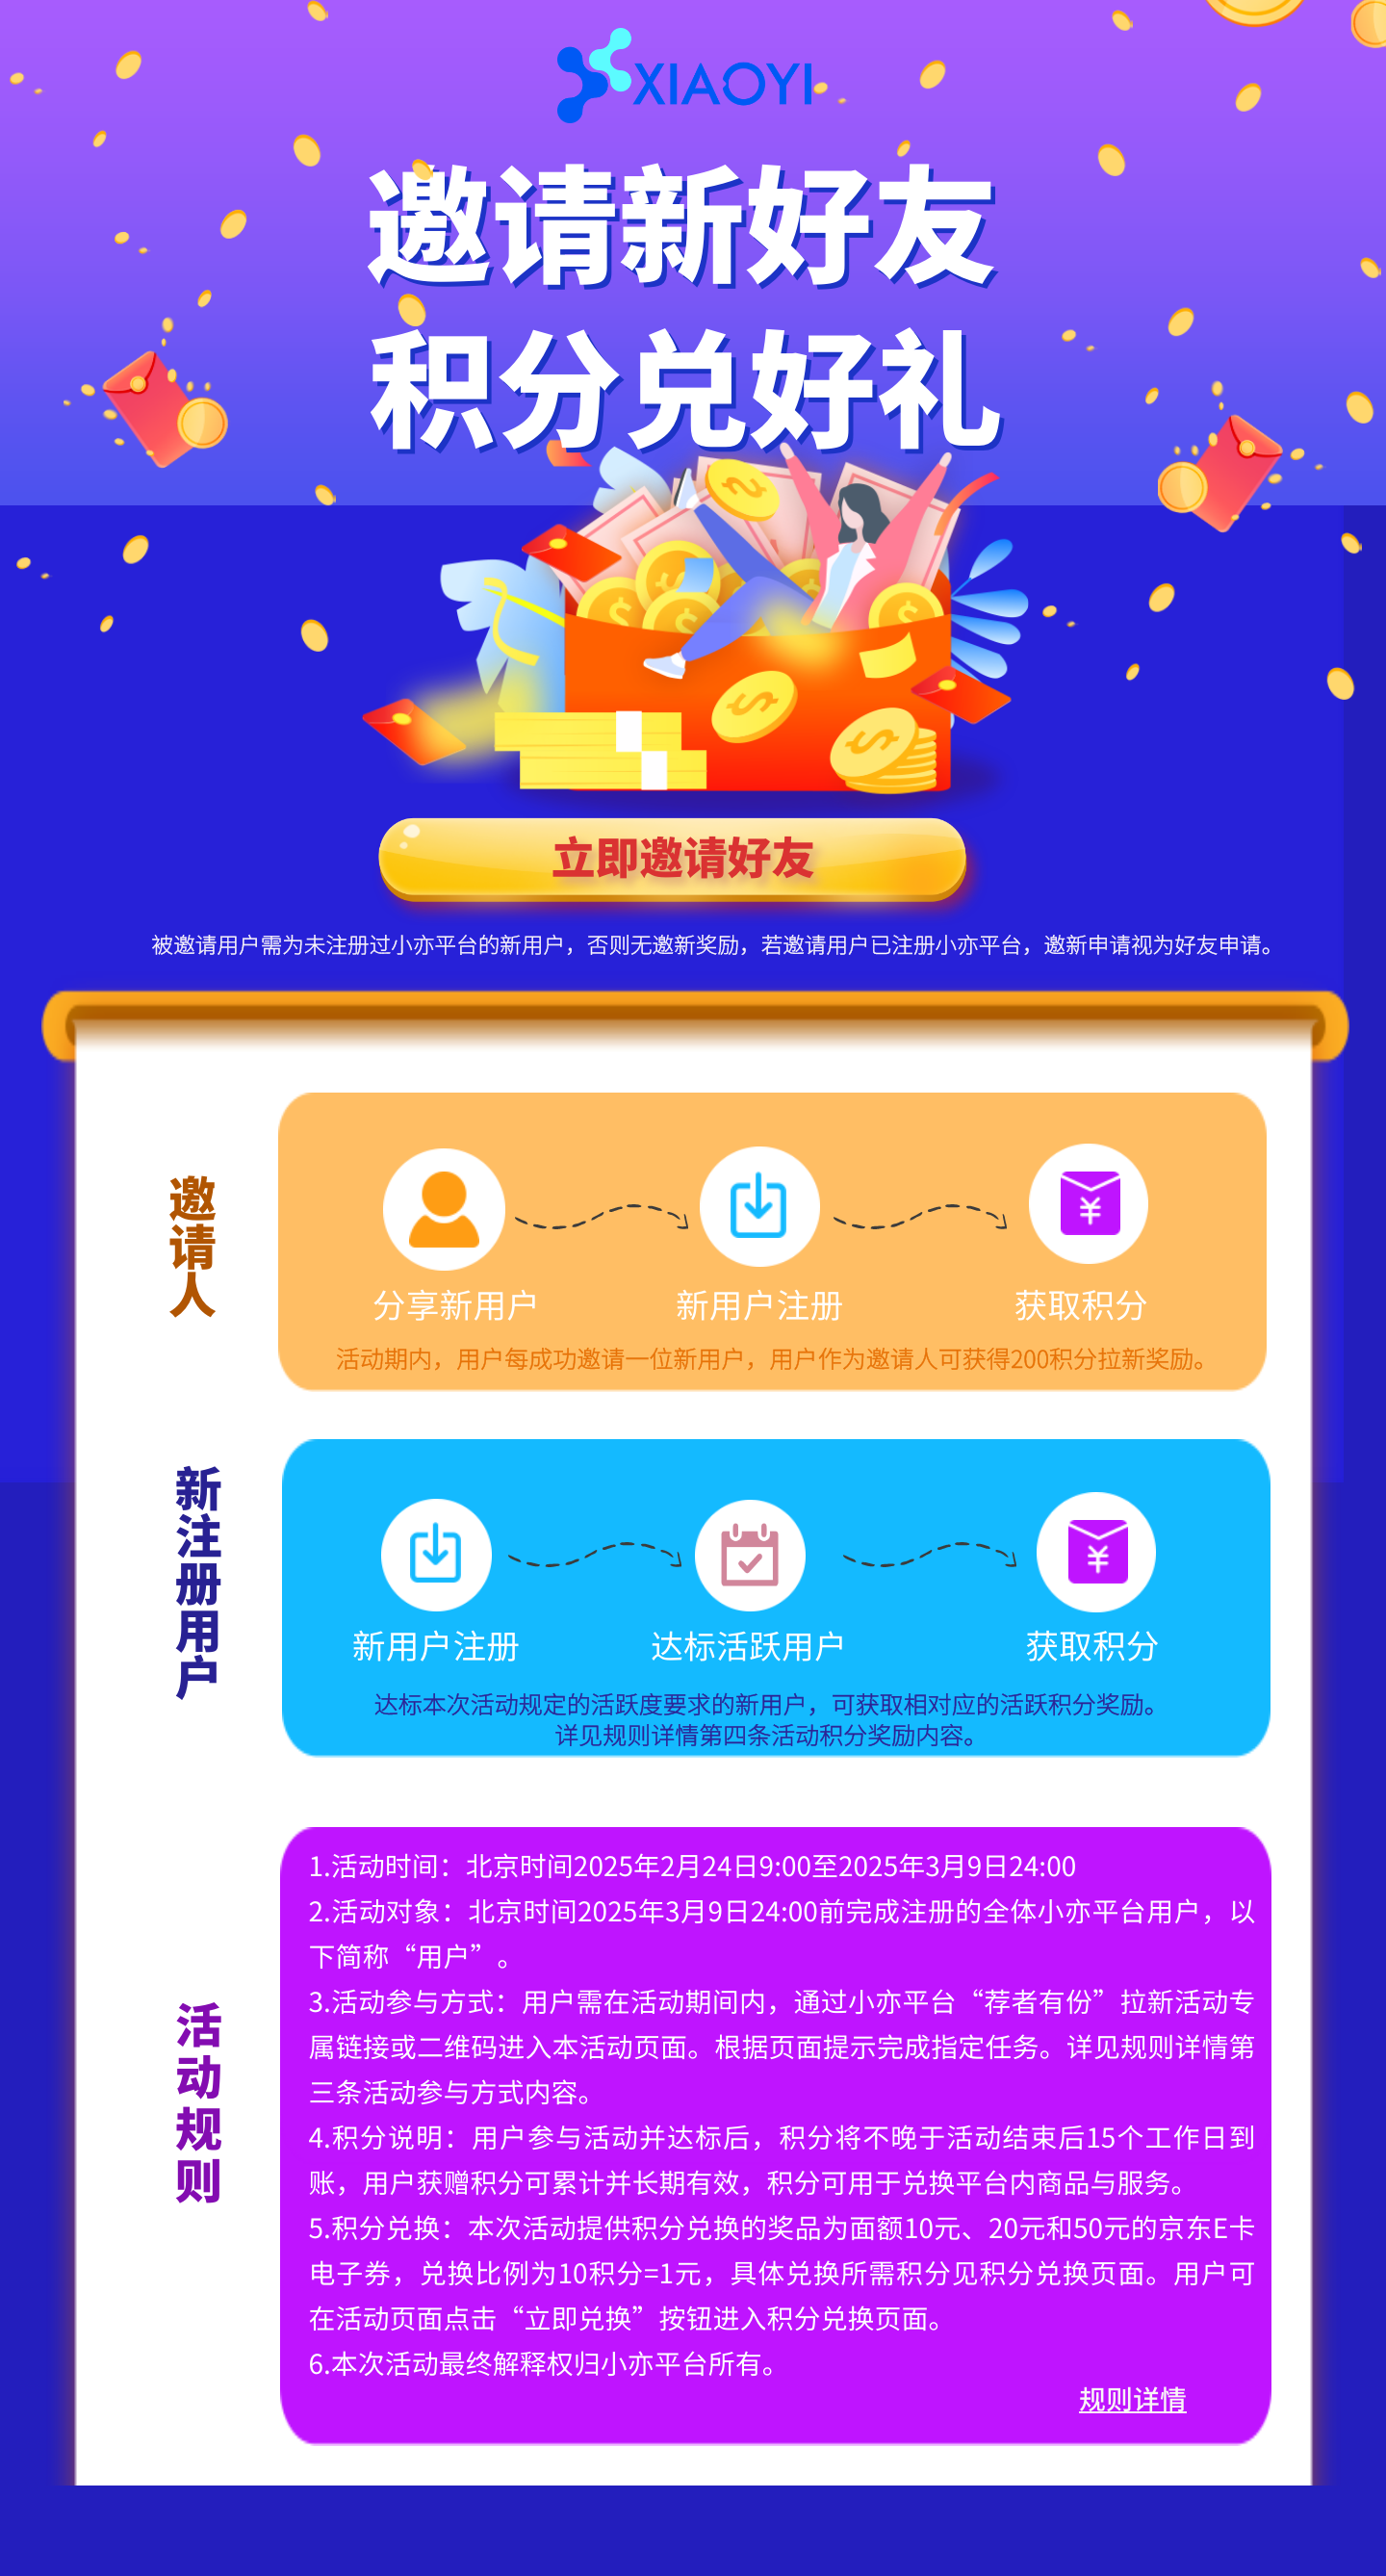 XIAOYI
邀请新好友
积分兑好礼
立即邀请好友
被邀请用户需为未注册过小亦平台的新用户，否则无邀新奖励，若邀请用户已注册小亦平台，邀新申请视为好友申请。
邀请人
分享新用户
新用户注册
获取积分
活动期内，用户每成功邀请一位新用户，用户作为邀请人可获得200积分拉新奖励。
新注册用户
新用户注册
达标活跃用户
获取积分
达标本次活动规定的活跃度要求的新用户，可获取相对应的活跃积分奖励。
详见规则详情第四条活动积分奖励内容。
活动规则
1.活动时间：北京时间2025年2月24日9:00至2025年3月9日24:00
2.活动对象：北京时间2025年3月9日24:00前完成注册的全体小亦平台用户，以
下简称“用户”。
3.活动参与方式：用户需在活动期间内，通过小亦平台“荐者有份”拉新活动专
属链接或二维码进入本活动页面。根据页面提示完成指定任务。详见规则详情第
三条活动参与方式内容。
4.积分说明：用户参与活动并达标后，积分将不晚于活动结束后15个工作日到
账，用户获赠积分可累计并长期有效，积分可用于兑换平台内商品与服务。
5.积分兑换：本次活动提供积分兑换的奖品为面额10元、20元和50元的京东E卡
电子券，兑换比例为10积分=1元，具体兑换所需积分见积分兑换页面。用户可
在活动页面点击“立即兑换”按钮进入积分兑换页面。
6.本次活动最终解释权归小亦平台所有。
规则详情